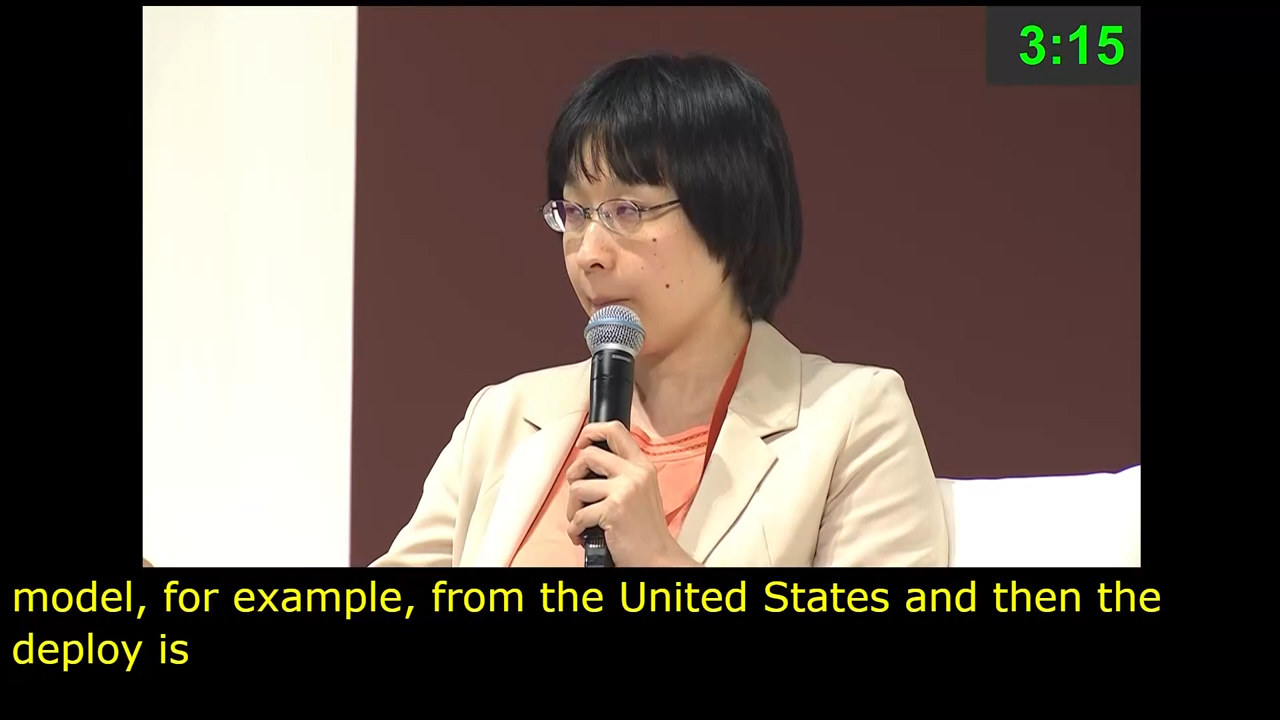 3:15
model, for example, from the United States and then the
deploy is